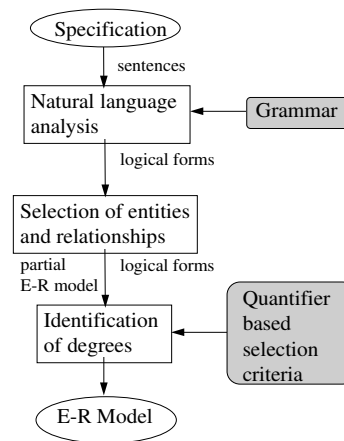 Specification
sentences
Natural language
analysis
Grammar
logical forms
Selection of entities
and relationships
partial
E-R model
logical forms
Identification
of degrees
Quantifier
based
selection
criteria
E-R Model